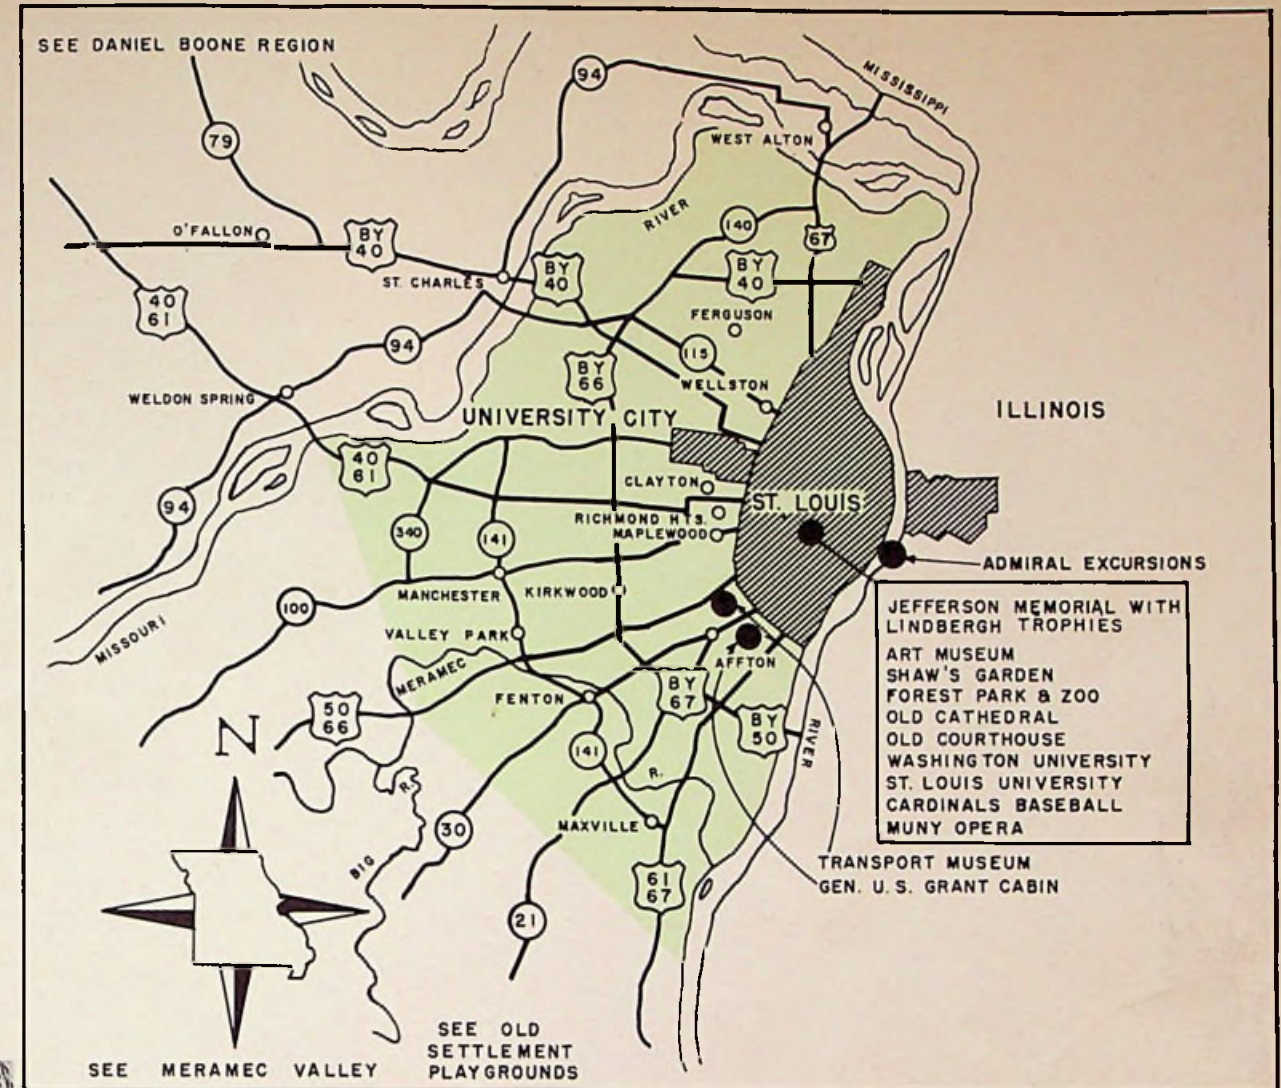 SEE DANIEL BOONE REGION
94
MISSISSIPPI
79
WEST ALTON
RIVER
140
67
O'FALLON
BY
40
ST. CHARLES
BY
40
BY
40
40
61
FERGUSON
94
115
BY
66
WELLSTON
WELDON SPRING
UNIVERSITY CITY
ILLINOIS
40
61
CLAYTON
ST. LOUIS
94
RICHMOND HTS.
340
141
MAPLEWOOD
ADMIRAL EXCURSIONS
MANCHESTER
KIRKWOOD
100
JEFFERSON MEMORIAL WITH
LINDBERGH TROPHIES
ART MUSEUM
SHAW'S GARDEN
FOREST PARK & ZOO
OLD CATHEDRAL
OLD COURTHOUSE
WASHINGTON UNIVERSITY
ST. LOUIS UNIVERSITY
CARDINALS BASEBALL
MUNY OPERA
MISSOURI
VALLEY PARK
AFFTON
MERAMEC
FENTON
BY
67
50
66
BY
50
RIVER
N
141
R.
R.
30
MAXVILLE
BIG
TRANSPORT MUSEUM
GEN. U.S. GRANT CABIN
61
67
21
SEE OLD
SETTLEMENT
PLAYGROUNDS
SEE MERAMEC VALLEY